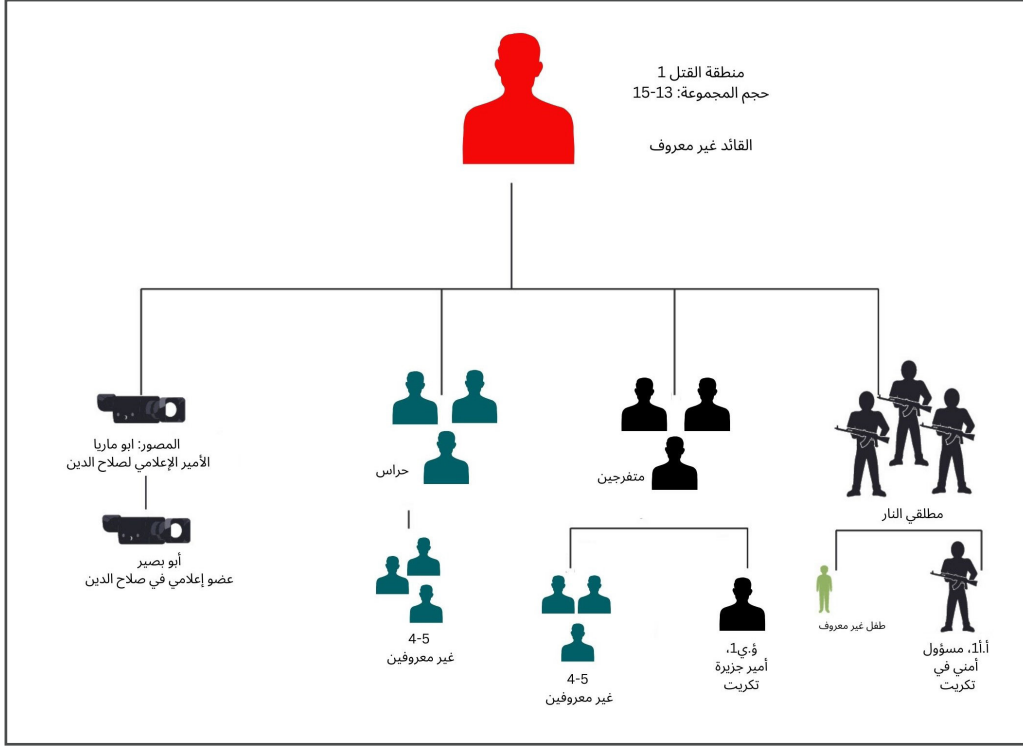 منطقة القتل 1
حجم المجموعة: 13-15
القائد غير معروف
مطلقي النار
متفرجين
حراس
المصور: ابو ماريا
الأمير الإعلامي لصلاح الدين
أ.أ1، مسؤول
أمني في
تكريت
طفل غير معروف
ؤ.ي1،
أمير جزيرة
تكريت
4-5
غير معروفين
4-5
غير معروفين
أبو بصير
عضو إعلامي في صلاح الدين